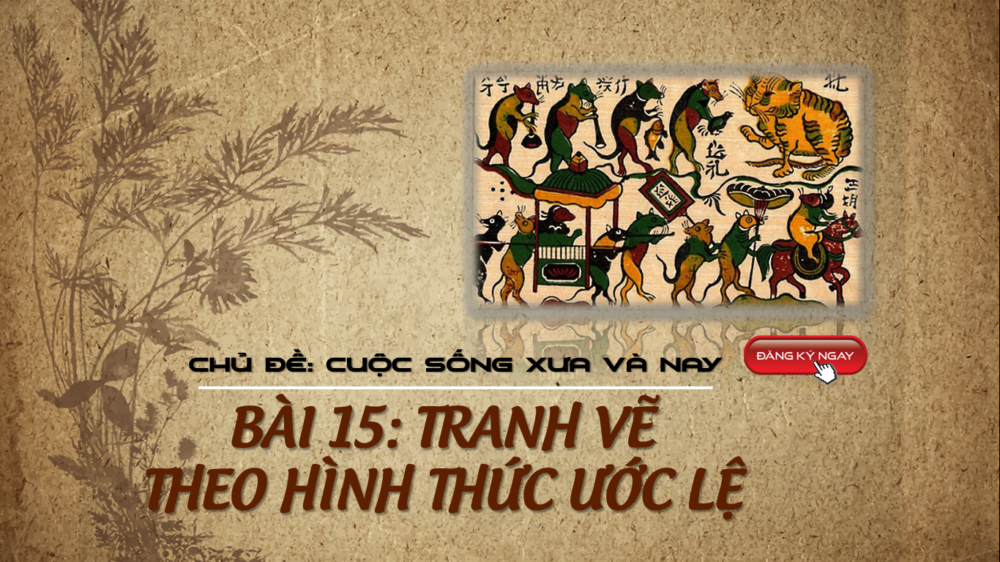 CHỦ ĐỀ: CUỘC SỐNG XƯA VÀ NAY
ĐĂNG KÝ NGAY
BÀI 15: TRANH VẼ
THEO HÌNH THỨC ƯỚC LỆ